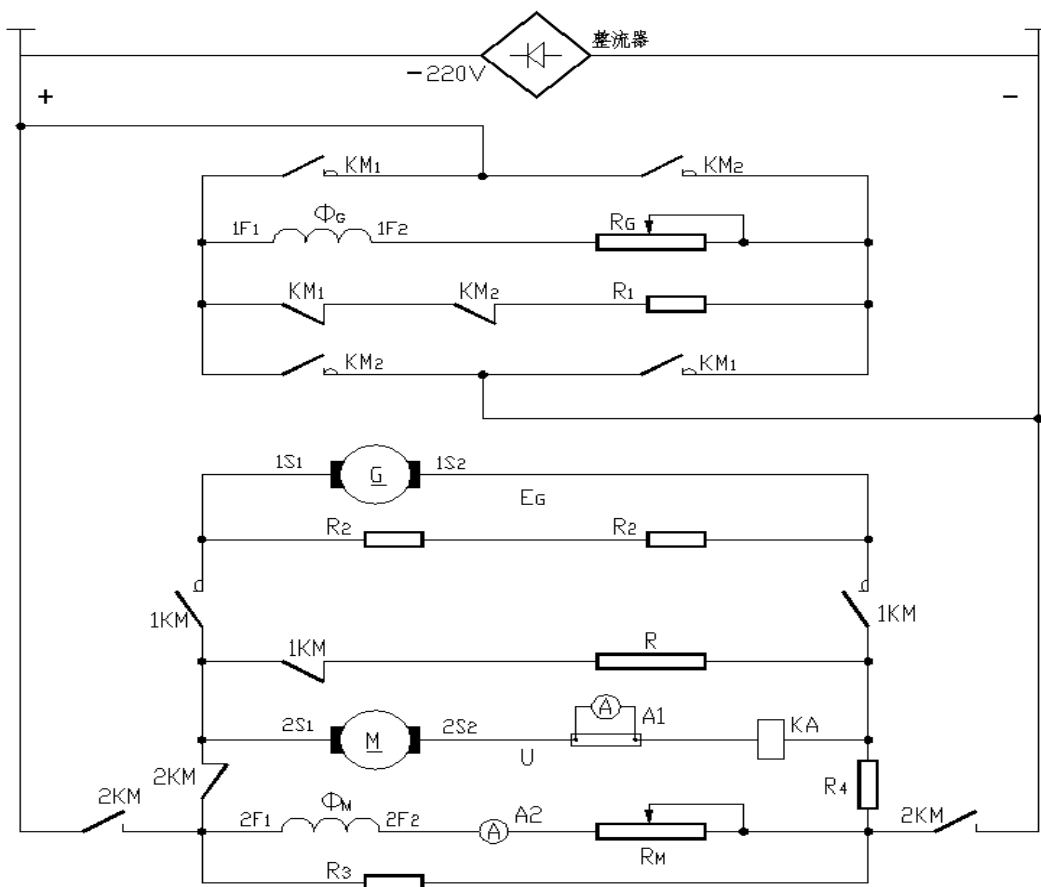 整流器
-220V
+ -
KM1 KM2
1F1 ΦG 1F2 RG
KM1 KM2 R1
KM2 KM1
1S1 G 1S2
EG
R2 R2
1KM 1KM
1KM R
A A1
2S1 M 2S2 KA
U
2KM R4
2KM 2KM
2F1 ΦM 2F2 A A2
RM
R3